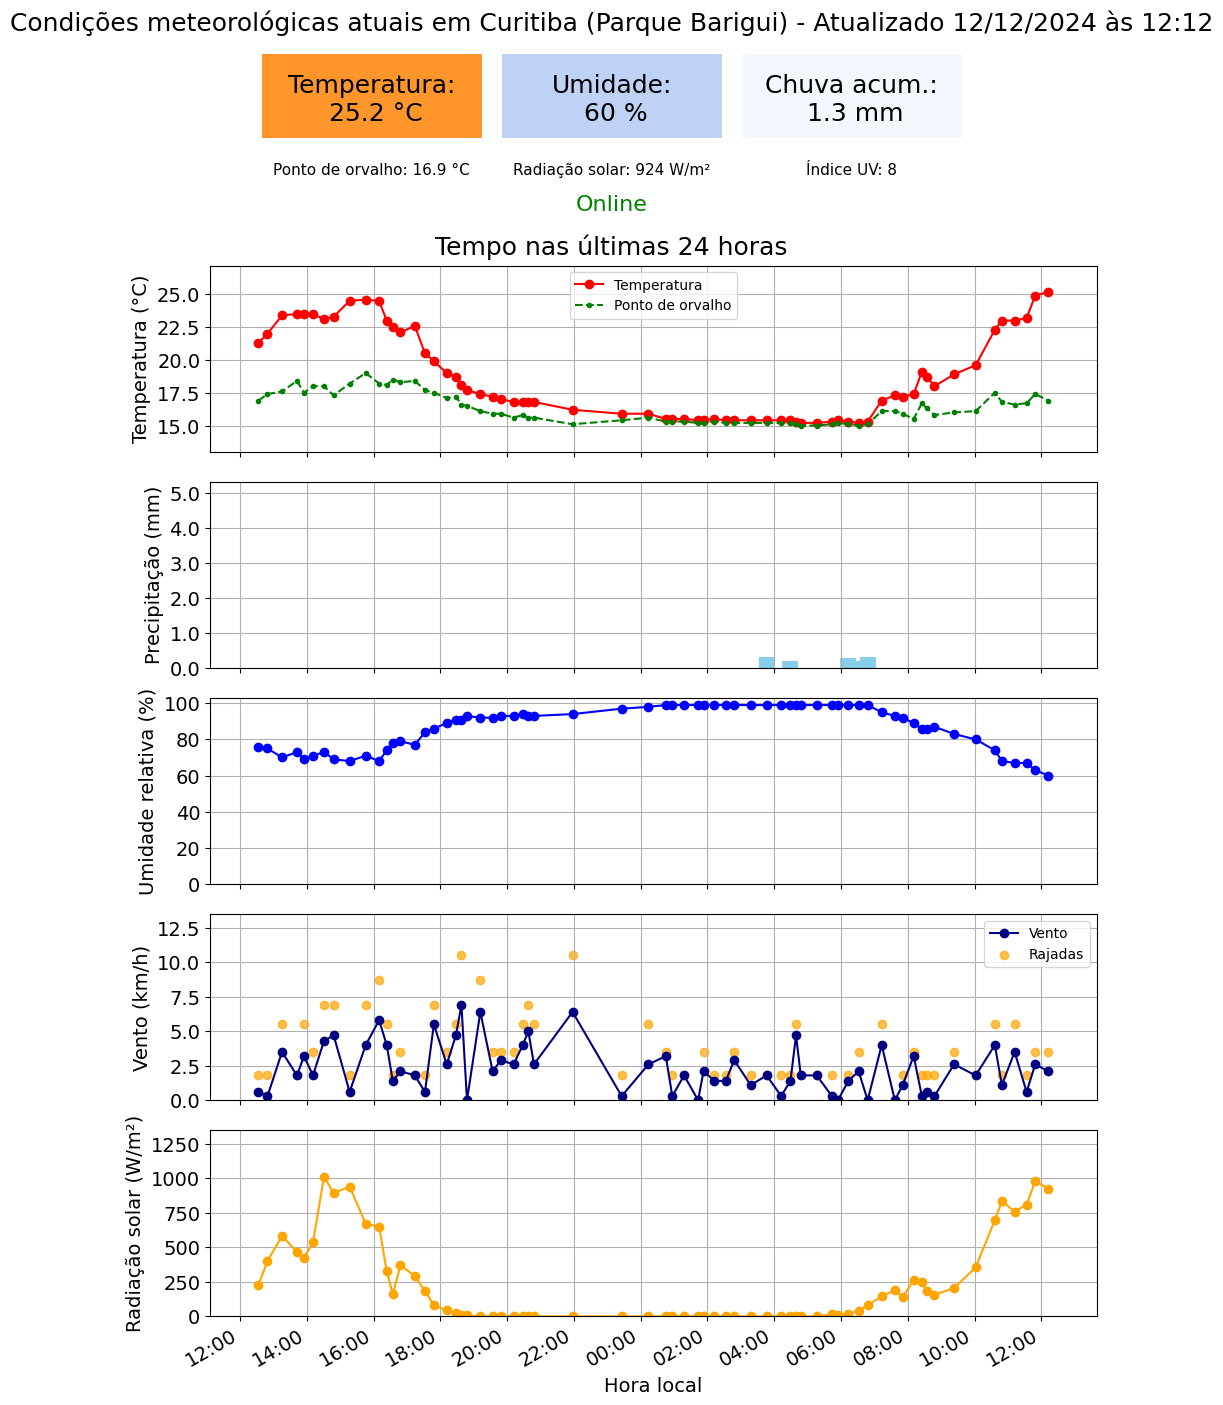 Condições meteorológicas atuais em Curitiba (Parque Barigui) - Atualizado 12/12/2024 às 12:12
Temperatura:
25.2 °C
Umidade:
60 %
Chuva acum.:
1.3 mm
Ponto de orvalho: 16.9 °C
Radiação solar: 924 W/m²
Índice UV: 8
Online
Tempo nas últimas 24 horas
Temperatura (°C)
25.0
22.5
20.0
17.5
15.0
Temperatura
Ponto de orvalho
Precipitação (mm)
5.0
4.0
3.0
2.0
1.0
0.0
Umidade relativa (%)
100
80
60
40
20
0
Vento (km/h)
12.5
10.0
7.5
5.0
2.5
0.0
Vento
Rajadas
Radiação solar (W/m²)
1250
1000
750
500
250
0
12:00
14:00
16:00
18:00
20:00
22:00
00:00
02:00
04:00
06:00
08:00
10:00
12:00
Hora local